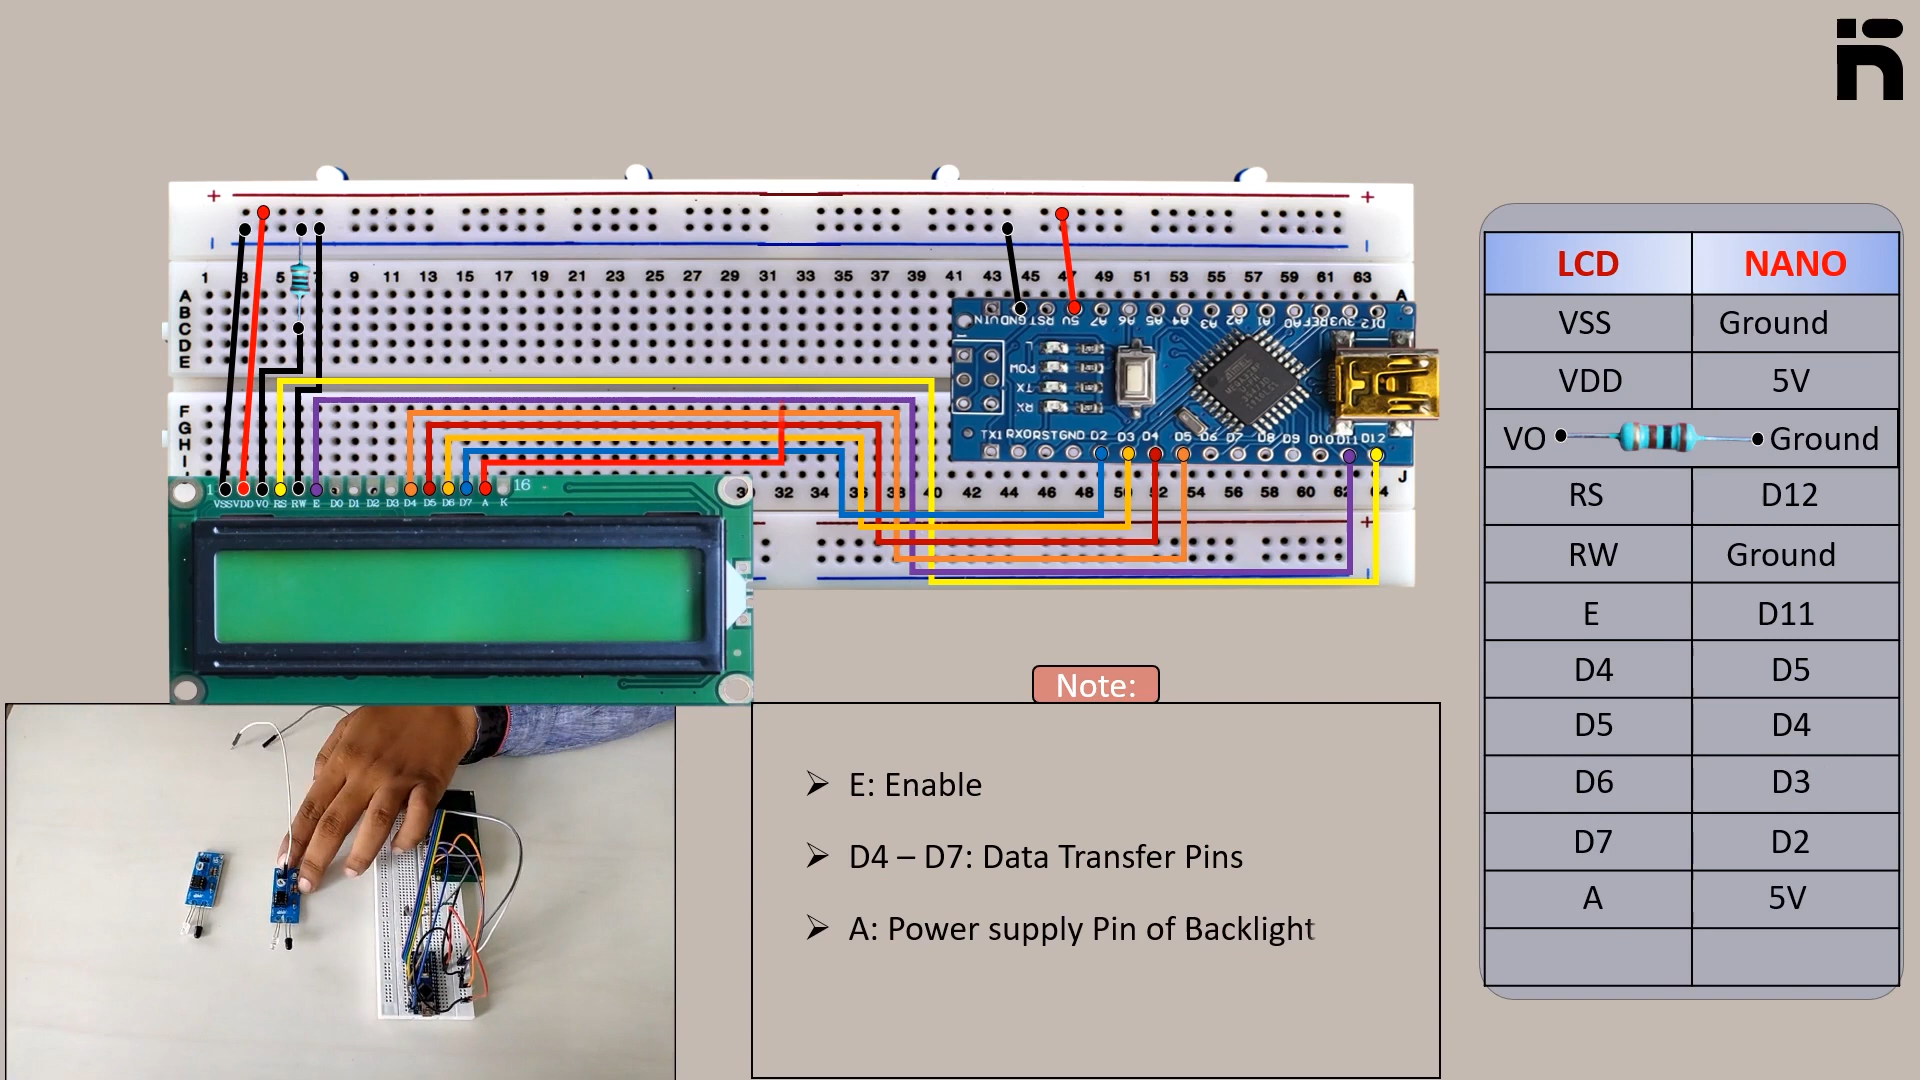 + +
1 3 5 7 9 11 13 15 17 19 21 23 25 27 29 31 33 35 37 39 41 43 45 47 49 51 53 55 57 59 61 63
A
B
C
D
E
A
VIN GND RST 5V A7 A6 A5 A4 A3 A2 A1 A0 REF 3V3 D13
L
POW
TX
RX
F
G
H
I
TX1 RX0 RST GND D2 D3 D4 D5 D6 D7 D8 D9 D10 D11 D12
J
32 34 36 38 40 42 44 46 48 50 52 54 56 58 60 62 64
+
1 16
VSS VDD VO RS RW E D0 D1 D2 D3 D4 D5 D6 D7 A K
LCD NANO
VSS Ground
VDD 5V
VO Ground
RS D12
RW Ground
E D11
D4 D5
D5 D4
D6 D3
D7 D2
A 5V
Note:
➢ E: Enable
➢ D4 – D7: Data Transfer Pins
➢ A: Power supply Pin of Backlight